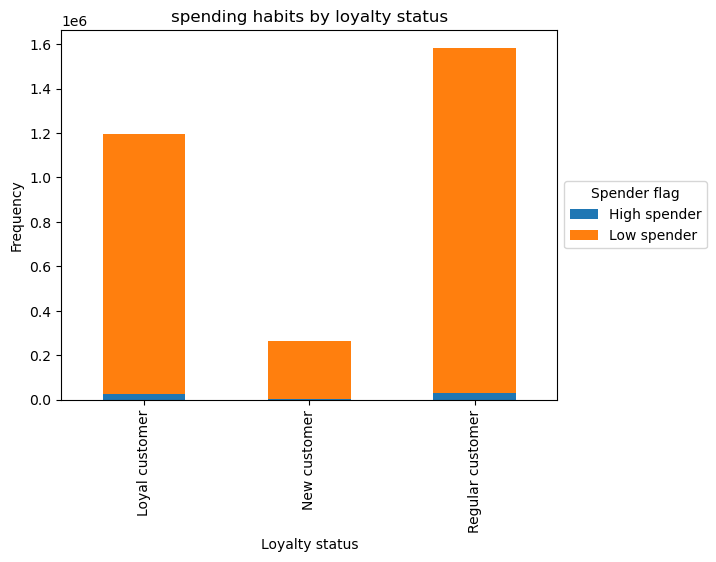 spending habits by loyalty status
1e6
1.6
1.4
1.2
1.0
0.8
0.6
0.4
0.2
0.0
Frequency
Loyal customer
New customer
Regular customer
Loyalty status
Spender flag
High spender
Low spender